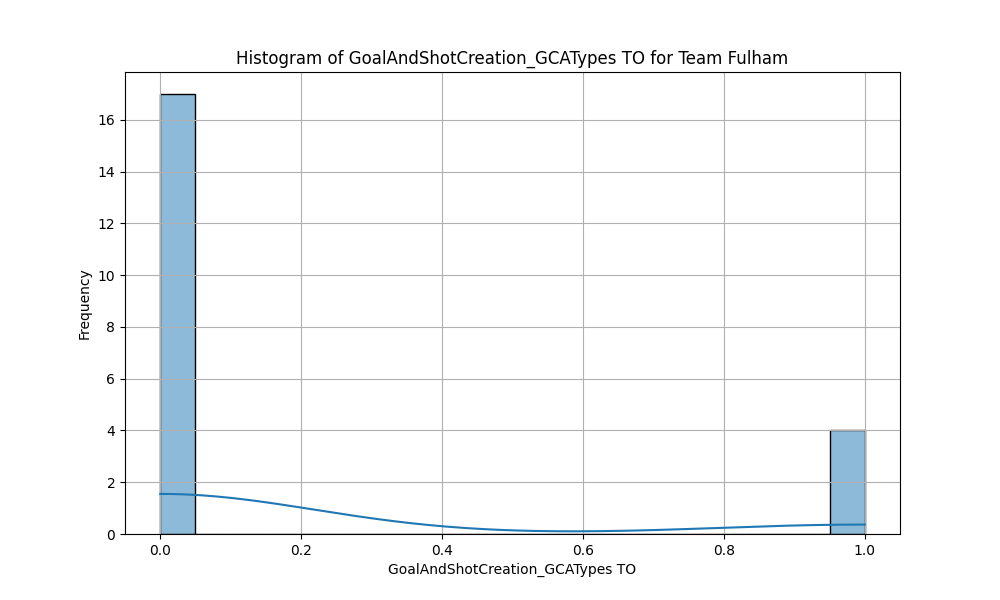 Histogram of GoalAndShotCreation_GCATypes TO for Team Fulham
Frequency
16
14
12
10
8
6
4
2
0
0.0 0.2 0.4 0.6 0.8 1.0
GoalAndShotCreation_GCATypes TO